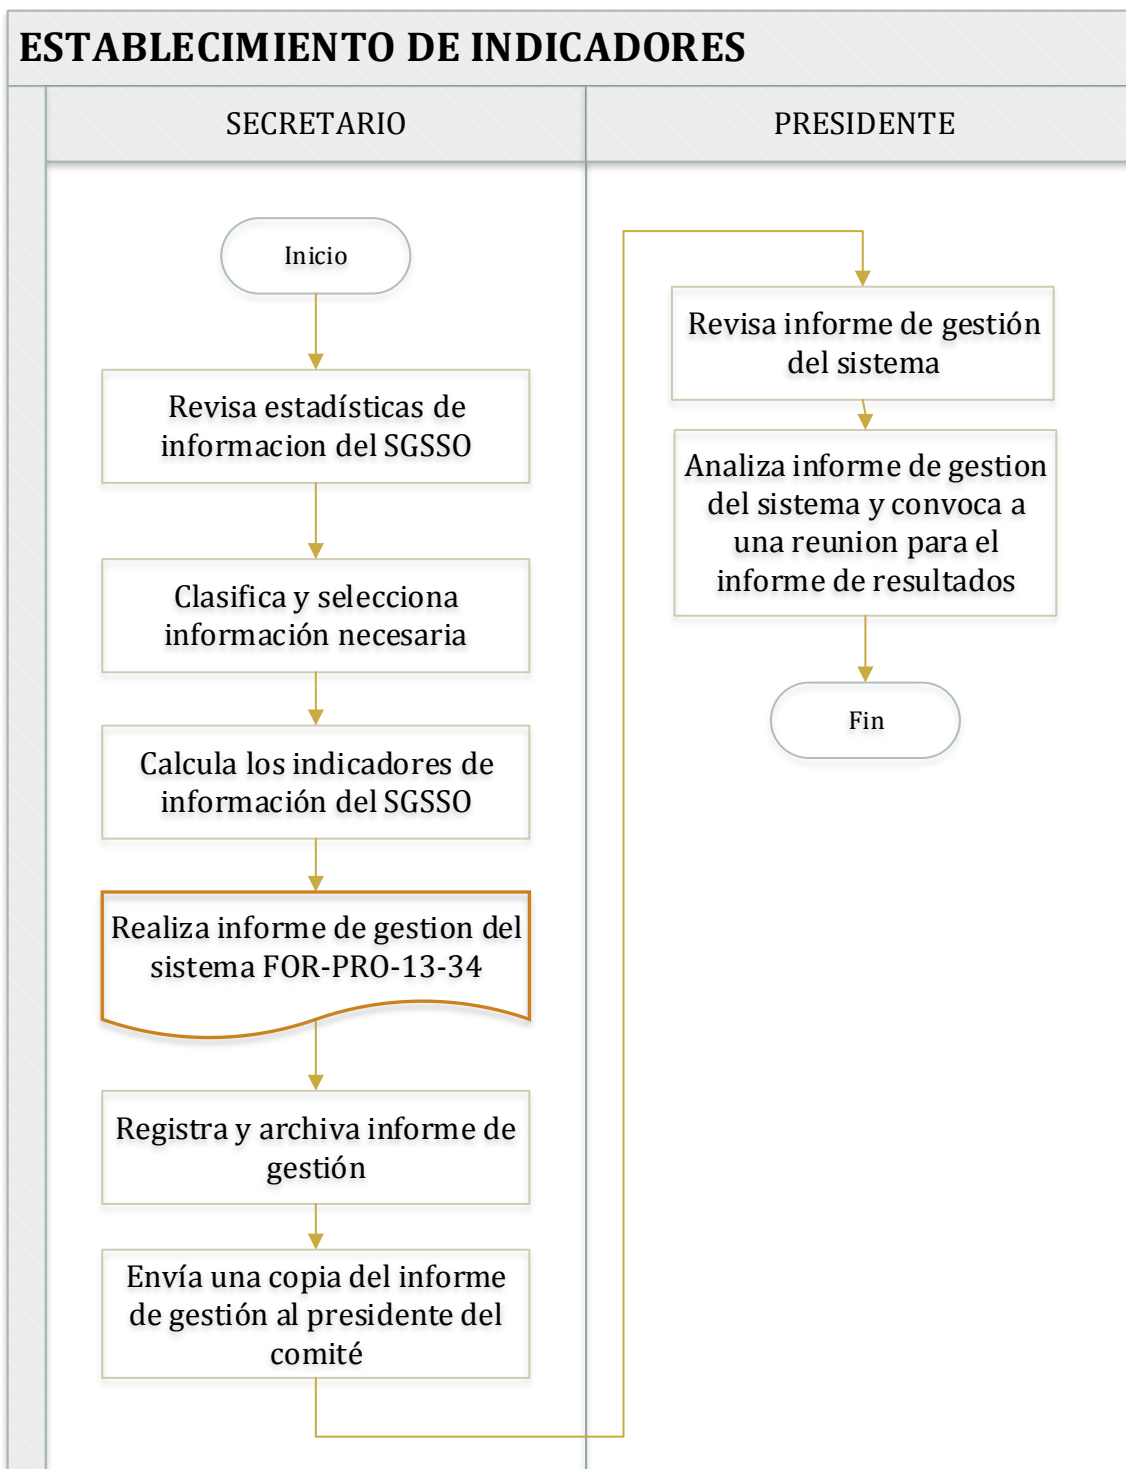 ESTABLECIMIENTO DE INDICADORES
SECRETARIO
PRESIDENTE
Inicio
Revisa estadísticas de
informacion del SGSSO
Clasifica y selecciona
información necesaria
Calcula los indicadores de
información del SGSSO
Realiza informe de gestion del
sistema FOR-PRO-13-34
Registra y archiva informe de
gestión
Envía una copia del informe
de gestión al presidente del
comité
Revisa informe de gestión
del sistema
Analiza informe de gestion
del sistema y convoca a
una reunion para el
informe de resultados
Fin